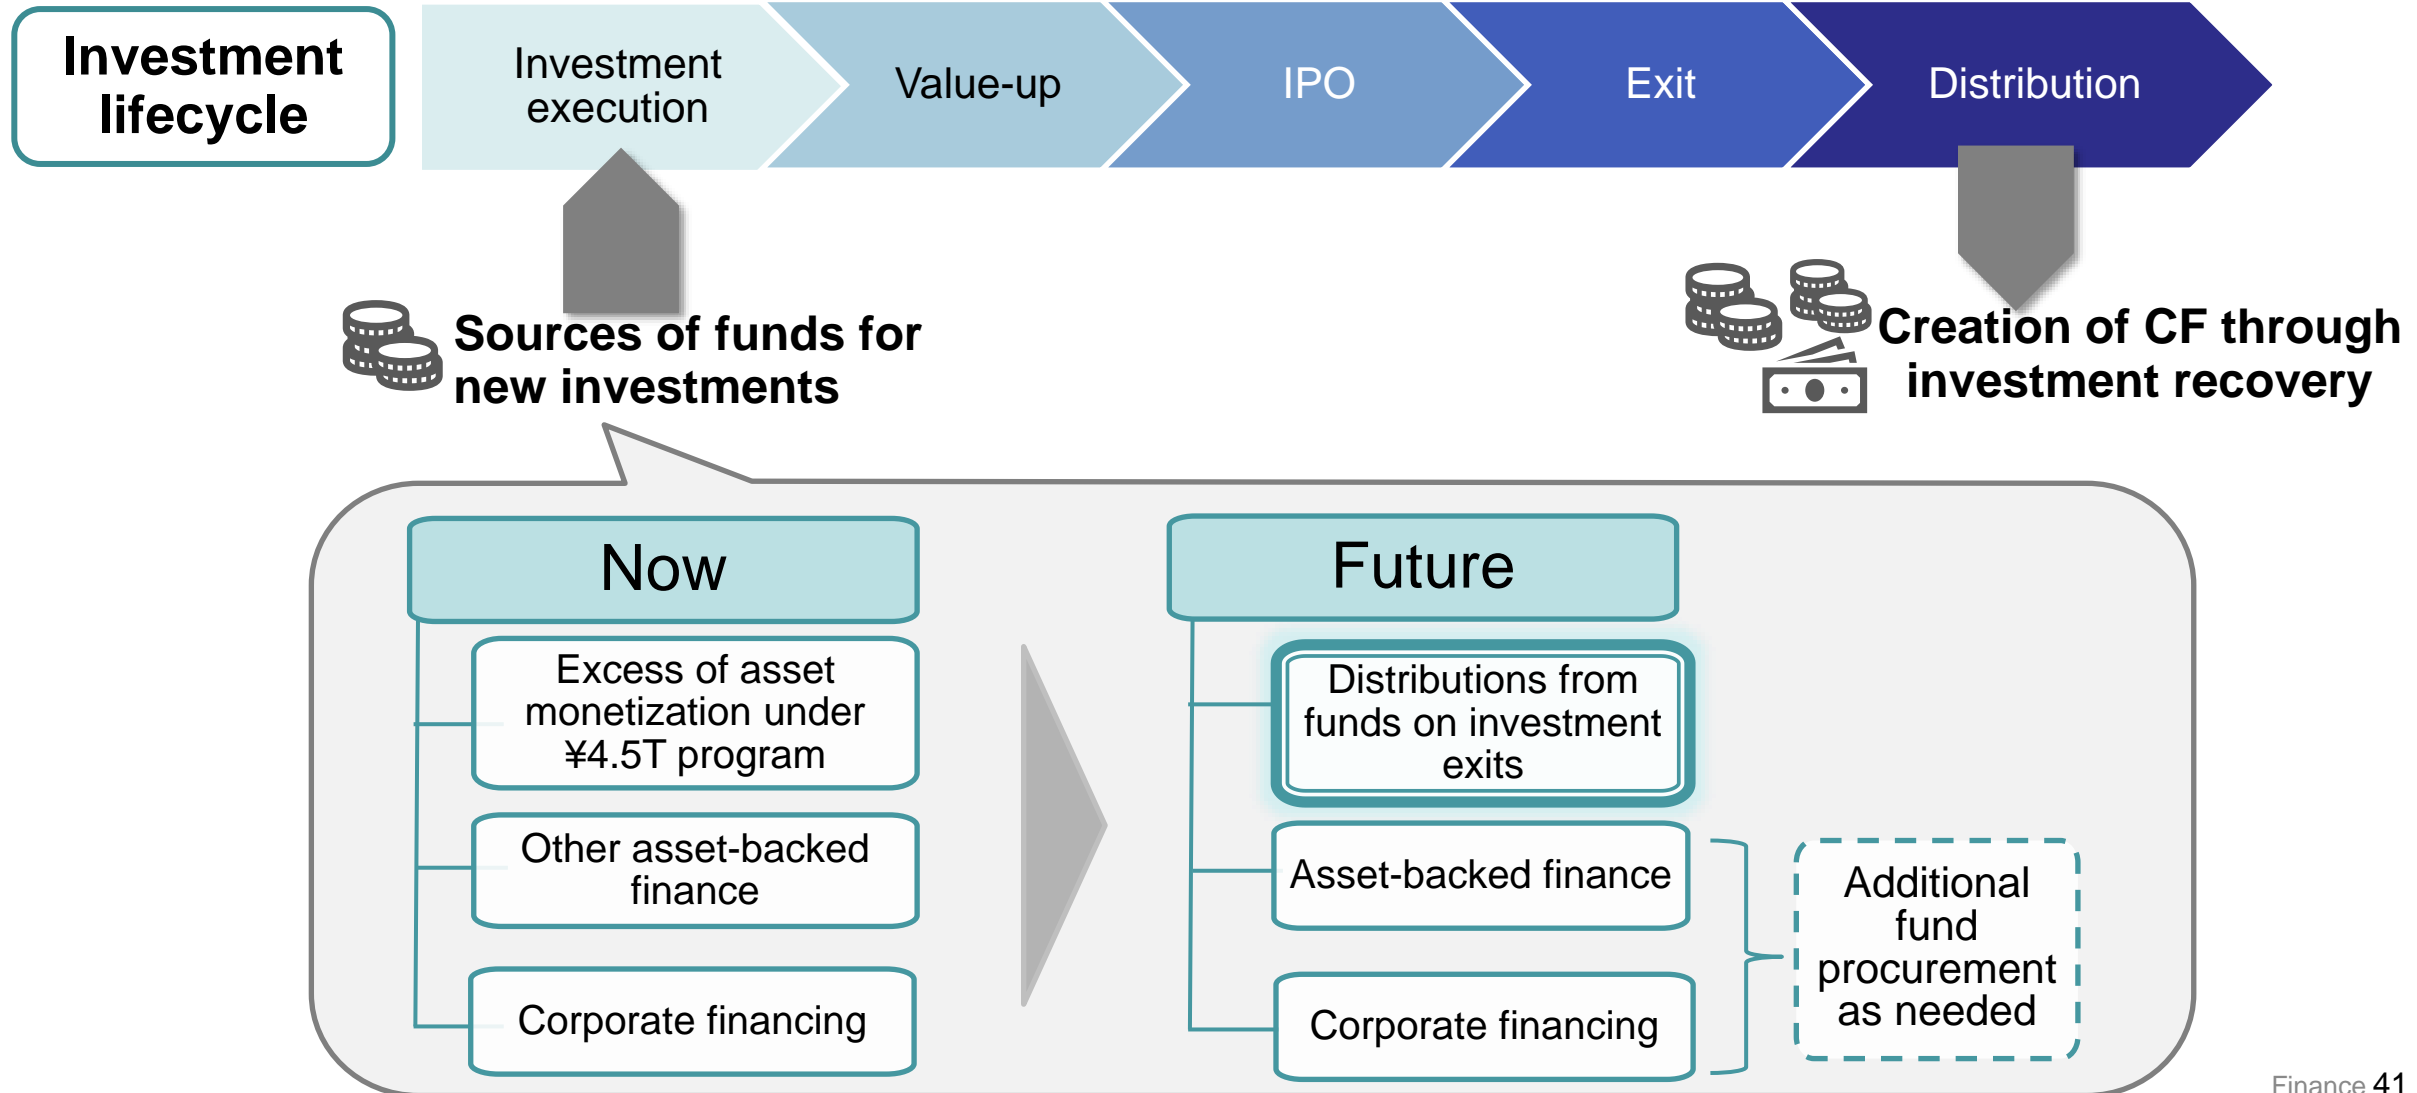 Investment
lifecycle
Investment
execution
Value-up
IPO
Exit
Distribution
Sources of funds for
new investments
Creation of CF through
investment recovery
Now
Excess of asset
monetization under
¥4.5T program
Other asset-backed
finance
Corporate financing
Future
Distributions from
funds on investment
exits
Asset-backed finance
Corporate financing
Additional
fund
procurement
as needed
Finance 41